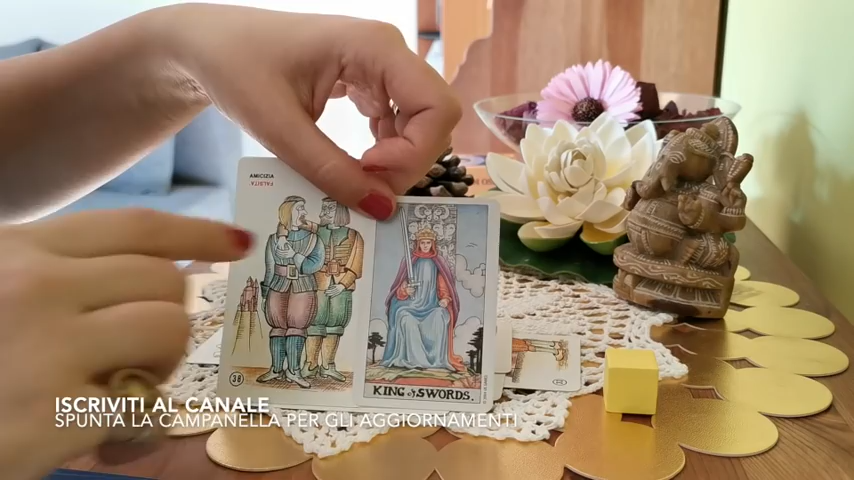 AMICIZIA
FALSITÀ
38
KING of SWORDS.
ISCRIVITI AL CANALE
SPUNTA LA CAMPANELLA PER GLI AGGIORNAMENTI